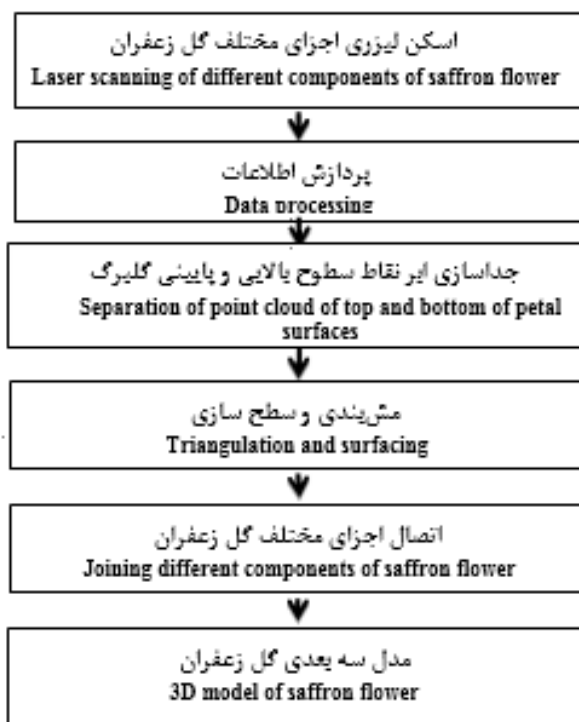 اسکن لیزری اجزای مختلف گل زعفران
Laser scanning of different components of saffron flower
پردازش اطلاعات
Data processing
جداسازی ابر نقاط سطوح بالایی و پایینی گلبرگ
Separation of point cloud of top and bottom of petal
surfaces
مش‌بندی و سطح سازی
Triangulation and surfacing
اتصال اجزای مختلف گل زعفران
Joining different components of saffron flower
مدل سه بعدی گل زعفران
3D model of saffron flower